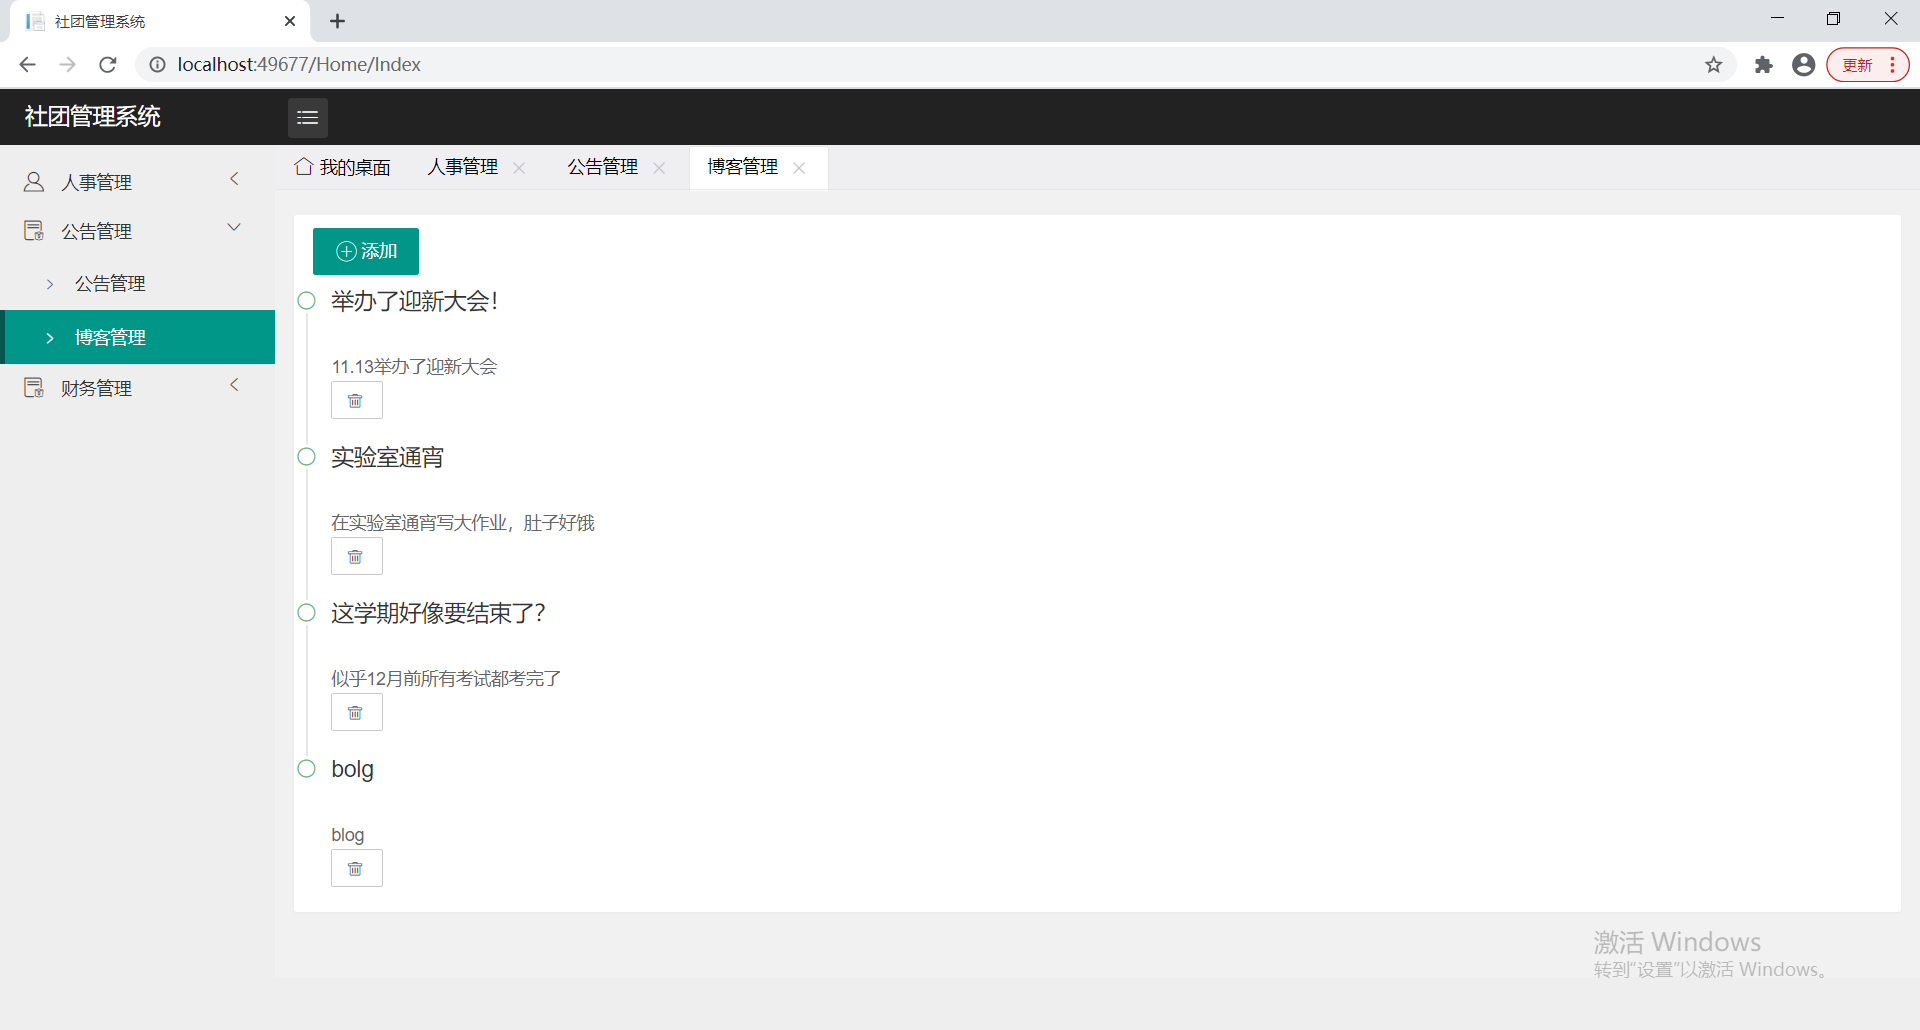 社团管理系统
localhost:49677/Home/Index
更新
社团管理系统
人事管理
公告管理
公告管理
博客管理
财务管理
我的桌面 人事管理 公告管理 博客管理
添加
举办了迎新大会!
11.13举办了迎新大会
实验室通宵
在实验室通宵写大作业，肚子好饿
这学期好像要结束了?
似乎12月前所有考试都考完了
bolg
blog
激活 Windows
转到"设置"以激活 Windows。